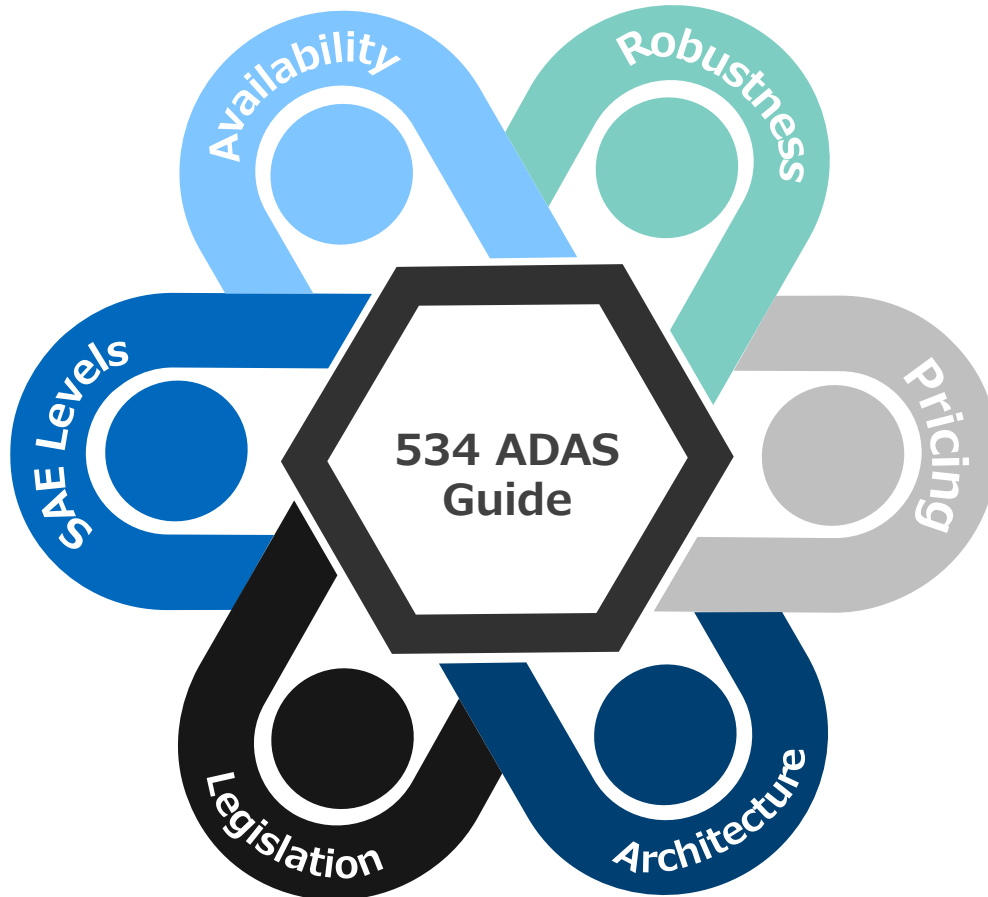 Availability
Robustness
SAE Levels
534 ADAS
Guide
Pricing
Legislation
Architecture